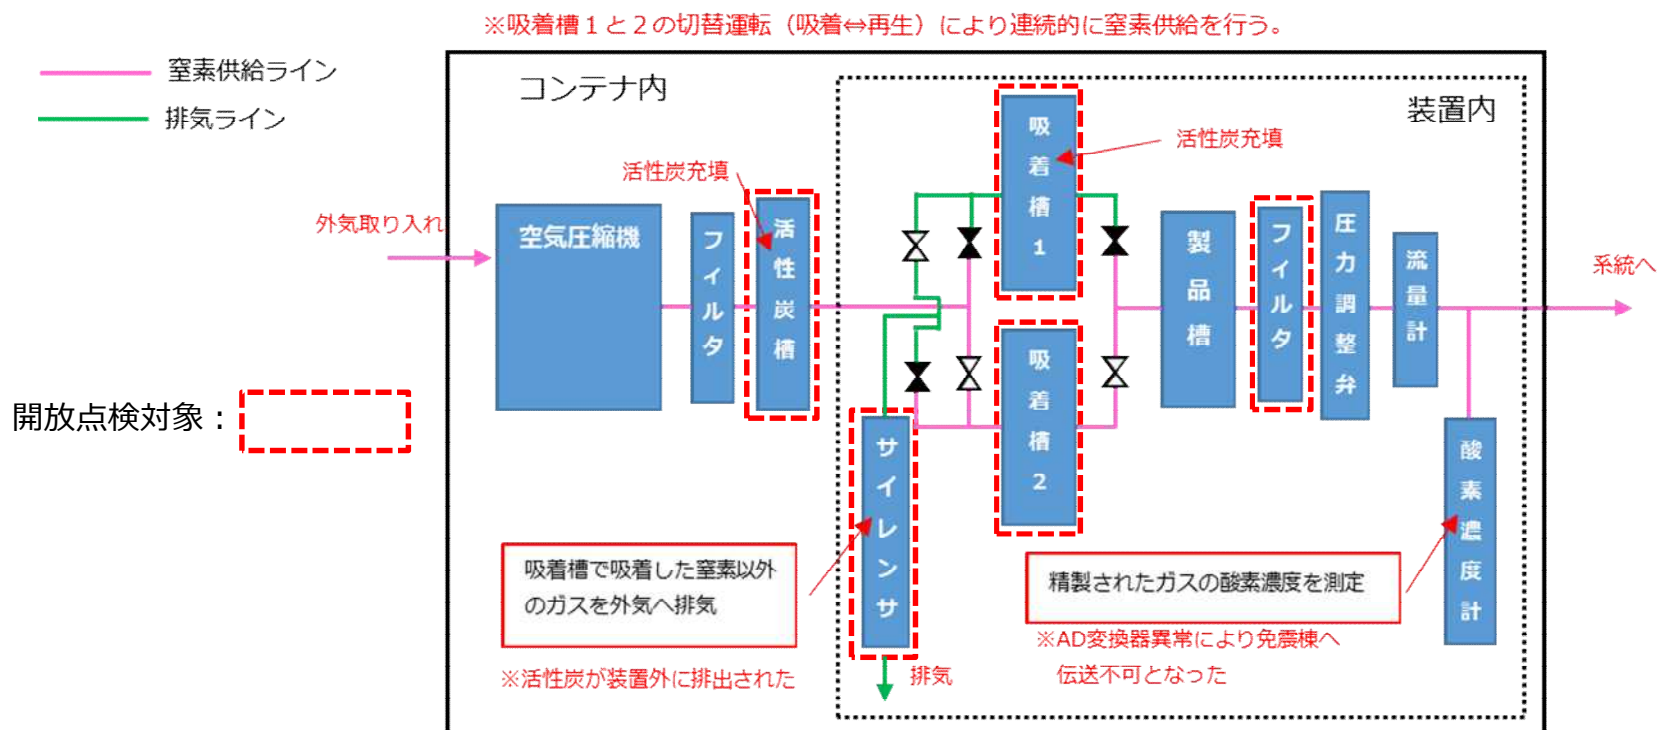 ※吸着槽１と２の切替運転（吸着⇔再生）により連続的に窒素供給を行う。
窒素供給ライン
排気ライン
コンテナ内
装置内
活性炭充填
活性炭充填
外気取り入れ
空気圧縮機
フィルタ
活性炭槽
吸着槽1
吸着槽2
製品槽
フィルタ
圧力調整弁
流量計
系統へ
開放点検対象：
サイレンサ
酸素濃度計
吸着槽で吸着した窒素以外
のガスを外気へ排気
※活性炭が装置外に排出された
排気
精製されたガスの酸素濃度を測定
※AD変換器異常により免震棟へ
伝送不可となった